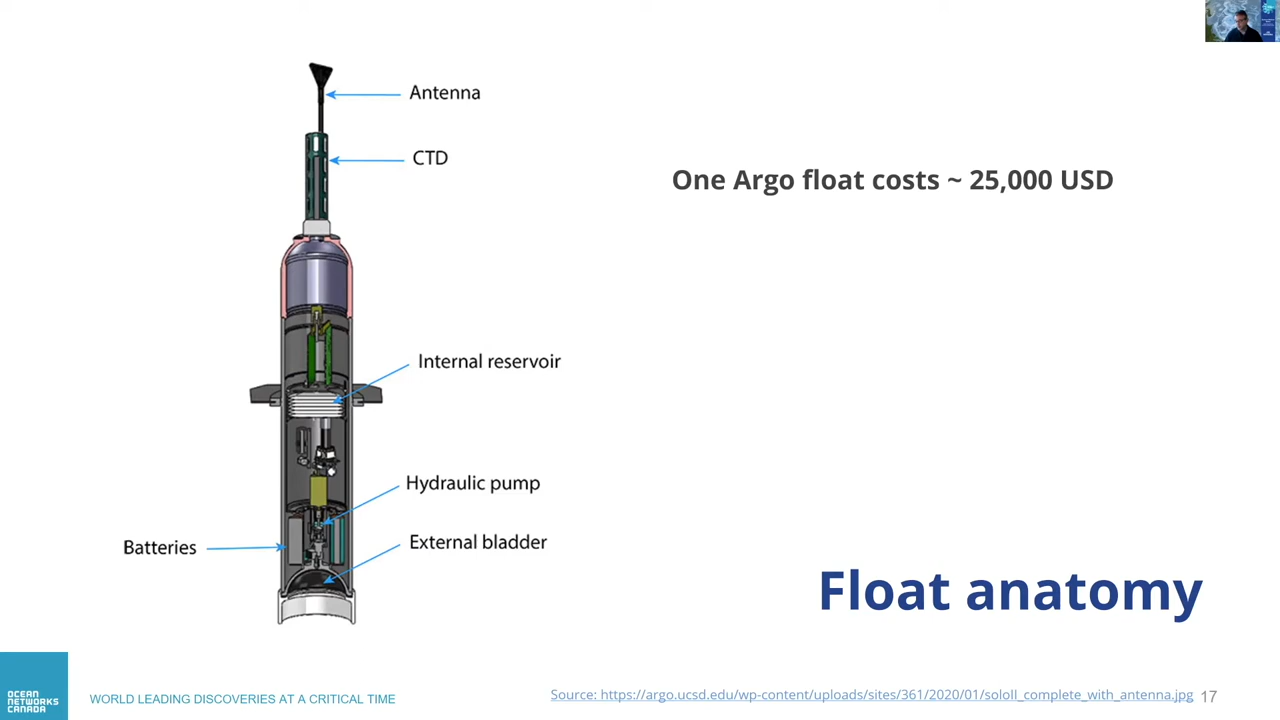 Antenna
CTD
One Argo float costs ~ 25,000 USD
Internal reservoir
Hydraulic pump
External bladder
Batteries
Float anatomy
OCEAN
NETWORKS
CANADA
WORLD LEADING DISCOVERIES AT A CRITICAL TIME
Source: https://argo.ucsd.edu/wp-content/uploads/sites/361/2020/01/soloII_complete_with_antenna.jpg
17